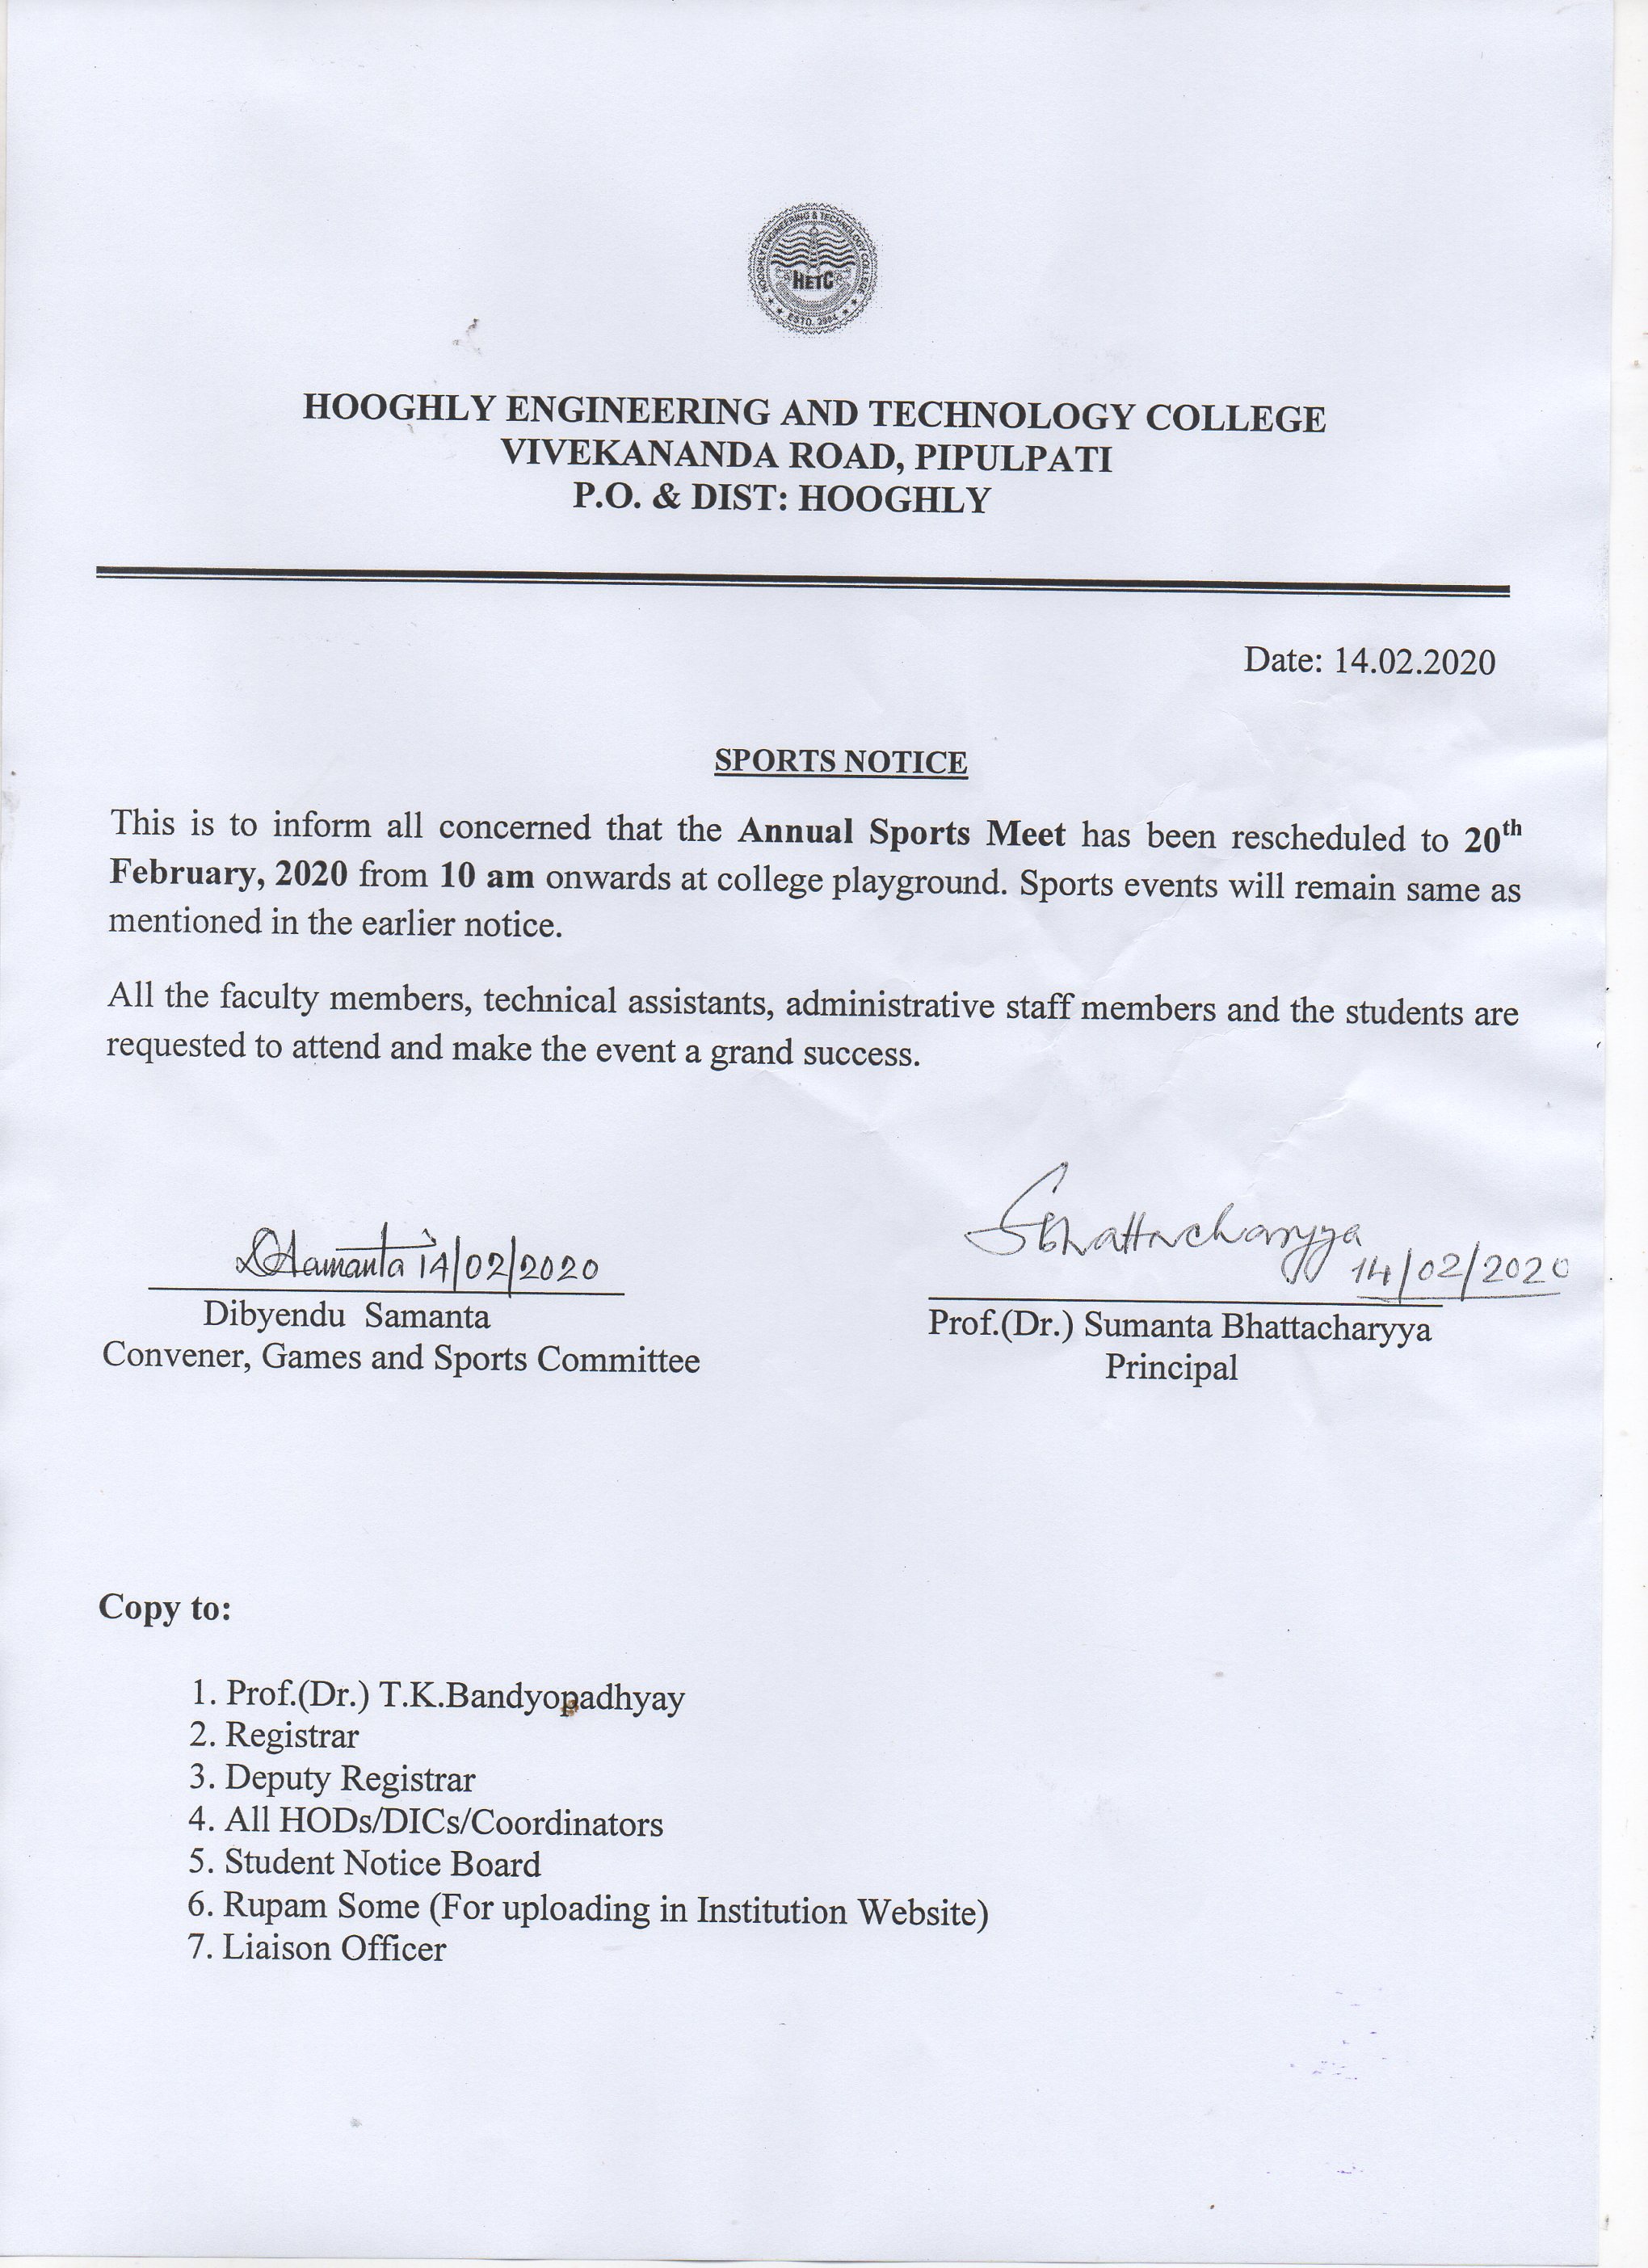 HOOGHLY ENGINEERING & TECHNOLOGY COLLEGE
HETC
ESTD. 2004
HOOGHLY ENGINEERING AND TECHNOLOGY COLLEGE
VIVEKANANDA ROAD, PIPULPATI
P.O. & DIST: HOOGHLY
Date: 14.02.2020
SPORTS NOTICE
This is to inform all concerned that the Annual Sports Meet has been rescheduled to 20th
February, 2020 from 10 am onwards at college playground. Sports events will remain same as
mentioned in the earlier notice.
All the faculty members, technical assistants, administrative staff members and the students are
requested to attend and make the event a grand success.
DSamanta 14/02/2020
Dibyendu Samanta
Convener, Games and Sports Committee
SBhattacharyya
14/02/2020
Prof.(Dr.) Sumanta Bhattacharyya
Principal
Copy to:
1. Prof.(Dr.) T.K.Bandyopadhyay
2. Registrar
3. Deputy Registrar
4. All HODs/DICs/Coordinators
5. Student Notice Board
6. Rupam Some (For uploading in Institution Website)
7. Liaison Officer